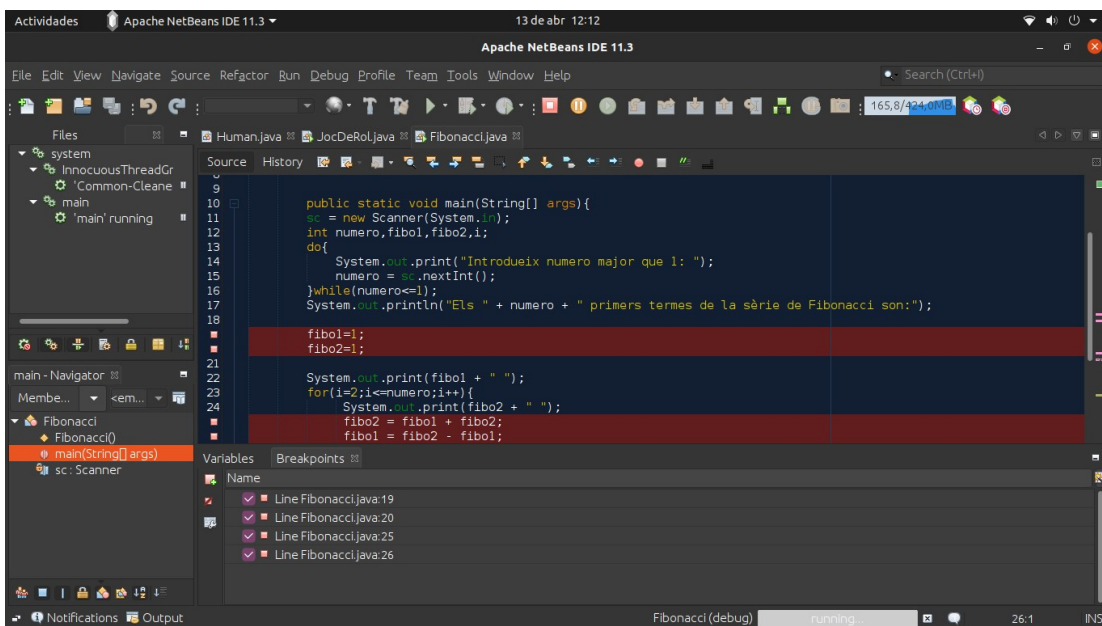 Actividades Apache NetBeans IDE 11.3 13 de abr 12:12
Apache NetBeans IDE 11.3
File Edit View Navigate Source Refactor Run Debug Profile Team Tools Window Help Search (Ctrl+I)
165,8/424,0MB
Files Human.java JocDeRol.java Fibonacci.java
system
InnocuousThreadGr
'Common-Cleane
main
'main' running
Source History
9
10 public static void main(String[] args){
11 sc = new Scanner(System.in);
12 int numero,fibo1,fibo2,i;
13 do{
14 System.out.print("Introdueix numero major que 1: ");
15 numero = sc.nextInt();
16 }while(numero<=1);
17 System.out.println("Els " + numero + " primers termes de la sèrie de Fibonacci son:");
18
fibo1=1;
fibo2=1;
21
22 System.out.print(fibo1 + " ");
23 for(i=2;i<=numero;i++){
24 System.out.print(fibo2 + " ");
fibo2 = fibo1 + fibo2;
fibo1 = fibo2 - fibo1;
main - Navigator
Membe... <em...
Fibonacci
Fibonacci()
main(String[] args)
sc : Scanner
Variables Breakpoints
Name
Line Fibonacci.java:19
Line Fibonacci.java:20
Line Fibonacci.java:25
Line Fibonacci.java:26
Notifications Output Fibonacci (debug) running... 26:1 INS